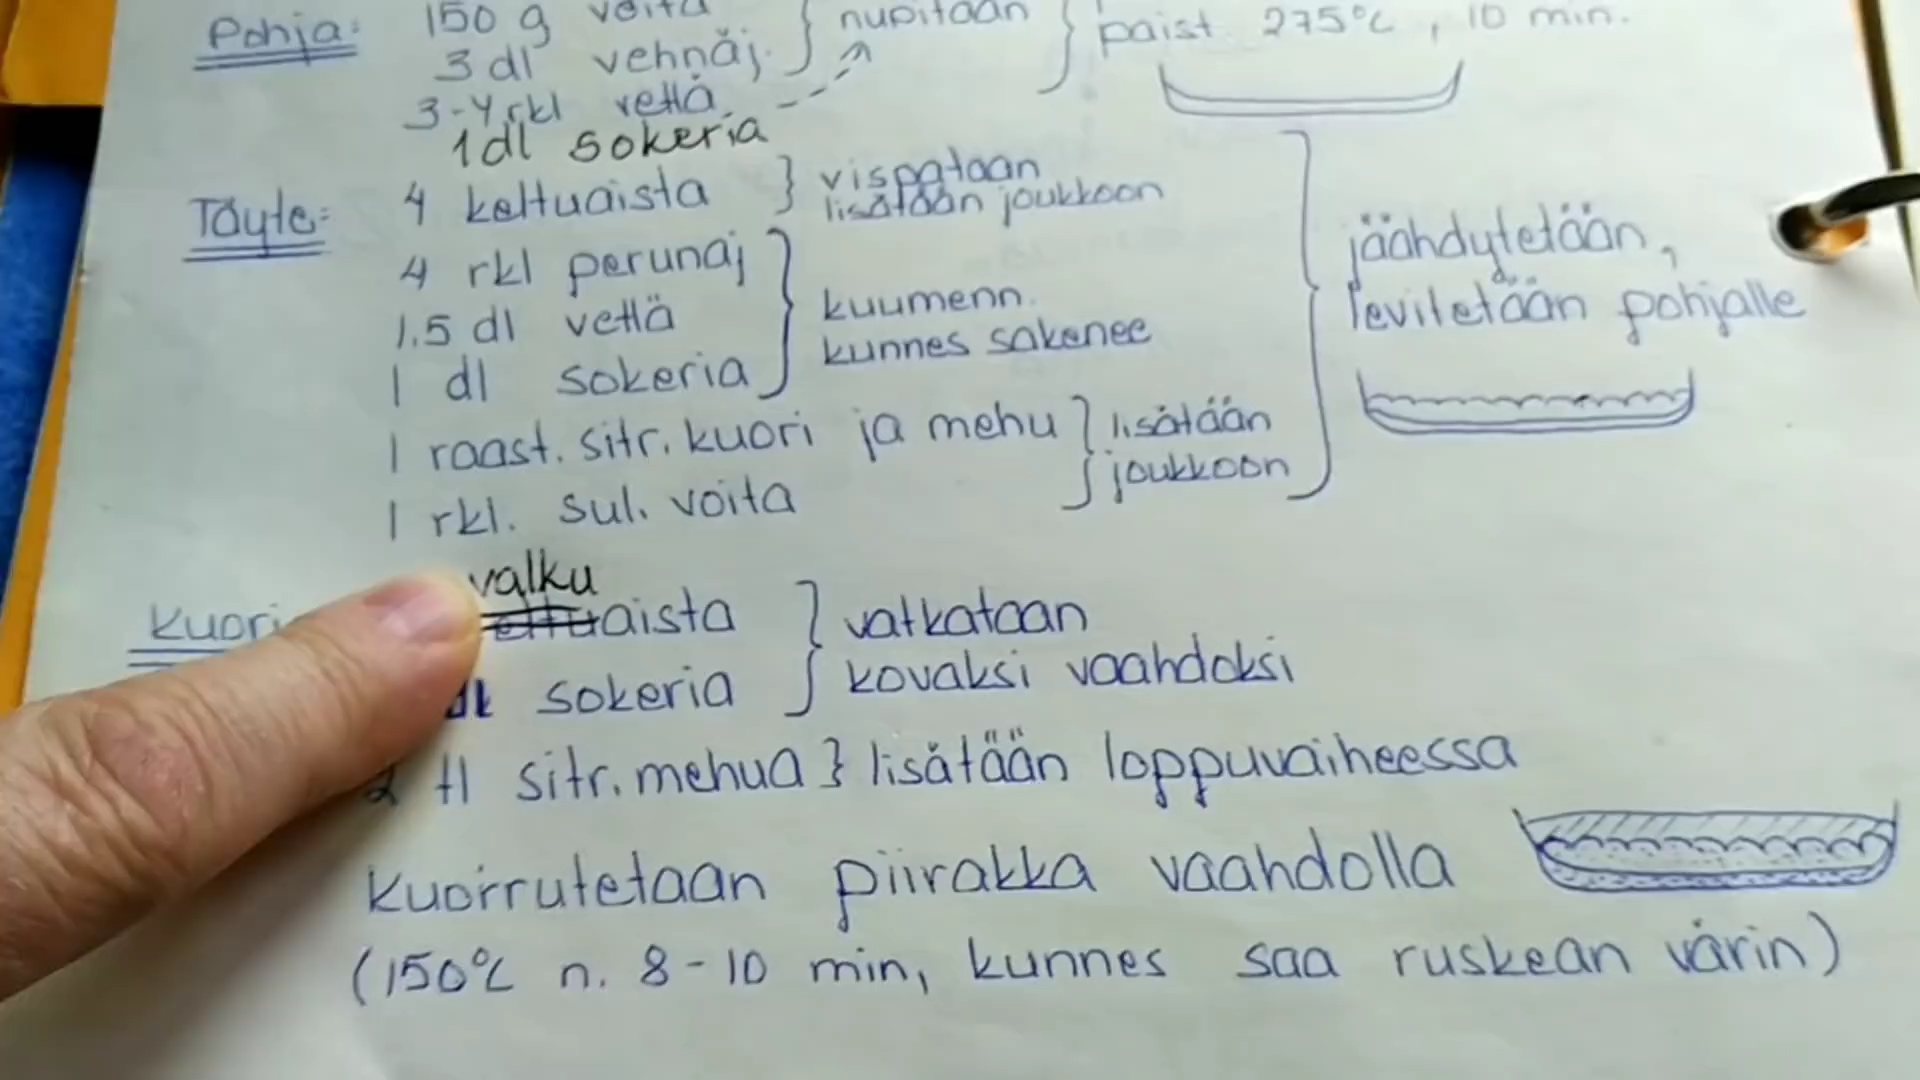 Pohja: 150 g voita } nupitaan } paist. 275°C, 10 min.
3 dl vehnäj.
3-4 rkl vettä
1 dl sokeria
Täyte: 4 keltuaista } vispataan
lisätään joukkoon
4 rkl perunaj
1.5 dl vettä } kuumenn.
kunnes sakenee
1 dl sokeria
jäähdytetään,
levitetään pohjalle
1 raast. sitr. kuori ja mehu } lisätään
joukkoon
1 rkl. sul. voita
valku
Kuori aista } vatkataan
dl sokeria } kovaksi vaahdoksi
2 tl sitr. mehua } lisätään loppuvaiheessa
Kuorrutetaan piirakka vaahdolla
(150°C n. 8-10 min, kunnes saa ruskean värin)